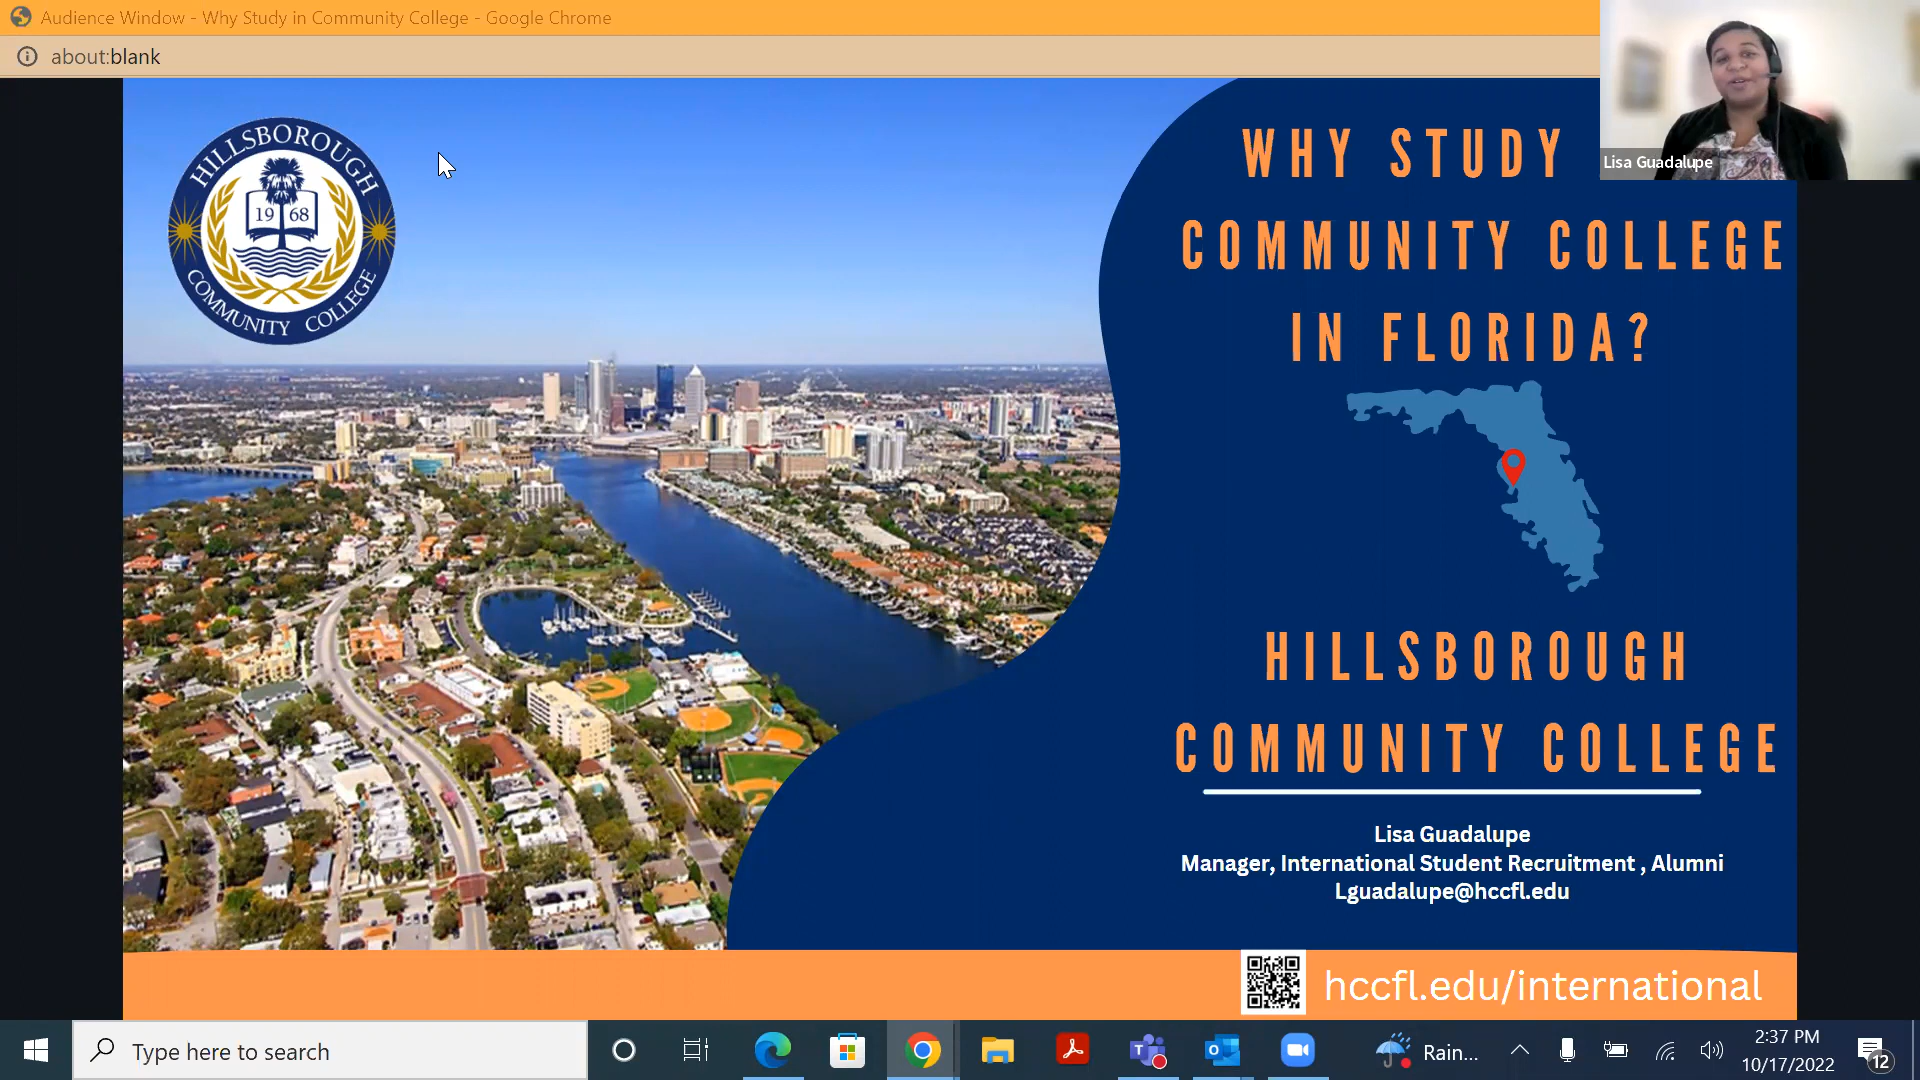 Audience Window - Why Study in Community College - Google Chrome
about:blank
Lisa Guadalupe
HILLSBOROUGH
19 68
COMMUNITY COLLEGE
WHY STUDY
COMMUNITY COLLEGE
IN FLORIDA?
HILLSBOROUGH
COMMUNITY COLLEGE
Lisa Guadalupe
Manager, International Student Recruitment , Alumni
Lguadalupe@hccfl.edu
hccfl.edu/international
Type here to search
Rain...
2:37 PM
10/17/2022
12